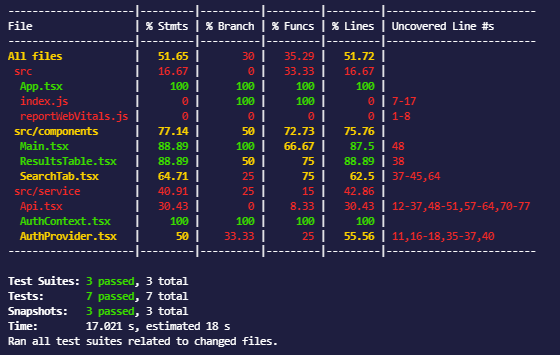 --------------------|---------|----------|---------|---------|-----------------------
File                | % Stmts | % Branch | % Funcs | % Lines | Uncovered Line #s
--------------------|---------|----------|---------|---------|-----------------------
All files           |   51.65 |       30 |   35.29 |   51.72 |
 src                |   16.67 |        0 |   33.33 |   16.67 |
  App.tsx           |     100 |      100 |     100 |     100 |
  index.js          |       0 |      100 |     100 |       0 | 7-17
  reportWebVitals.js |       0 |        0 |       0 |       0 | 1-8
 src/components     |   77.14 |       50 |   72.73 |   75.76 |
  Main.tsx          |   88.89 |      100 |   66.67 |    87.5 | 48
  ResultsTable.tsx  |   88.89 |       50 |      75 |   88.89 | 38
  SearchTab.tsx     |   64.71 |       25 |      75 |    62.5 | 37-45,64
 src/service        |   40.91 |       25 |      15 |   42.86 |
  Api.tsx           |   30.43 |        0 |    8.33 |   30.43 | 12-37,48-51,57-64,70-77
  AuthContext.tsx   |     100 |      100 |     100 |     100 |
  AuthProvider.tsx  |      50 |    33.33 |      25 |   55.56 | 11,16-18,35-37,40
--------------------|---------|----------|---------|---------|-----------------------
Test Suites: 3 passed, 3 total
Tests:       7 passed, 7 total
Snapshots:   3 passed, 3 total
Time:        17.021 s, estimated 18 s
Ran all test suites related to changed files.